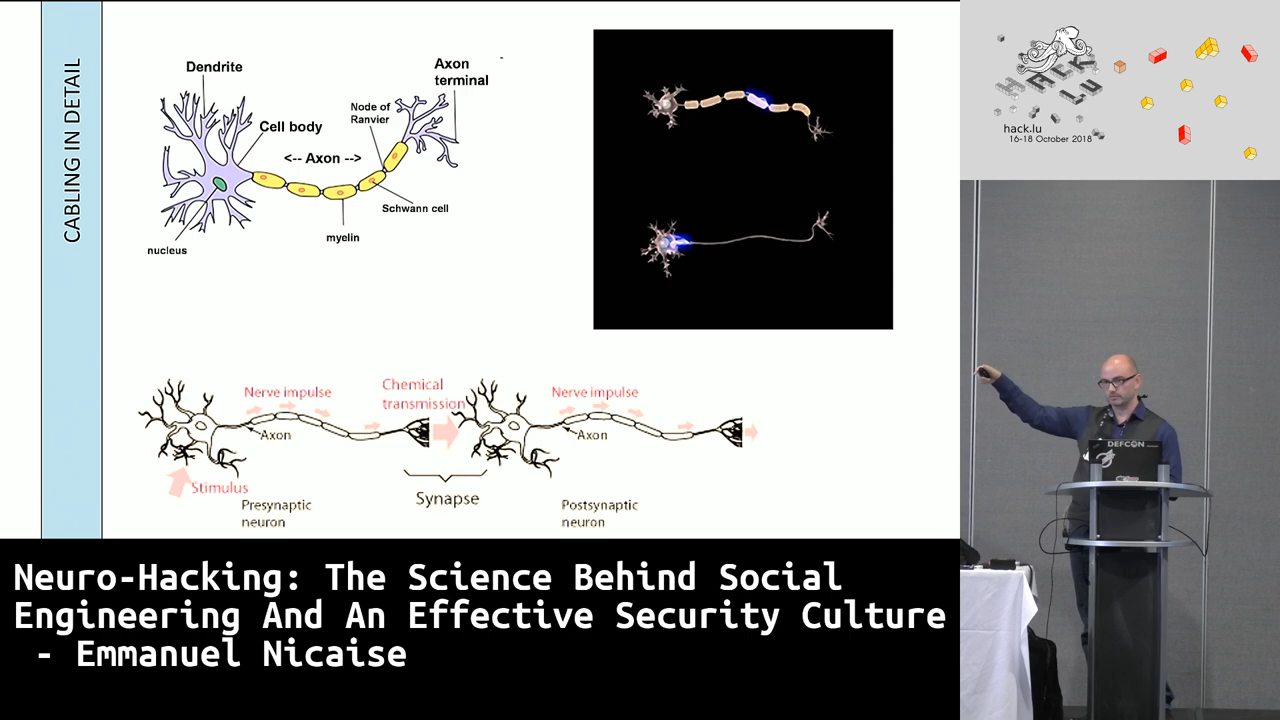 CABLING IN DETAIL
Dendrite
Axon
terminal
Node of
Ranvier
Cell body
<-- Axon -->
Schwann cell
myelin
nucleus
Nerve impulse
Chemical
transmission
Nerve impulse
Axon
Axon
Stimulus
Synapse
Presynaptic
neuron
Postsynaptic
neuron
HACK
LU
hack.lu
16-18 October 2018
DEFCON
Neuro-Hacking: The Science Behind Social
Engineering And An Effective Security Culture
- Emmanuel Nicaise